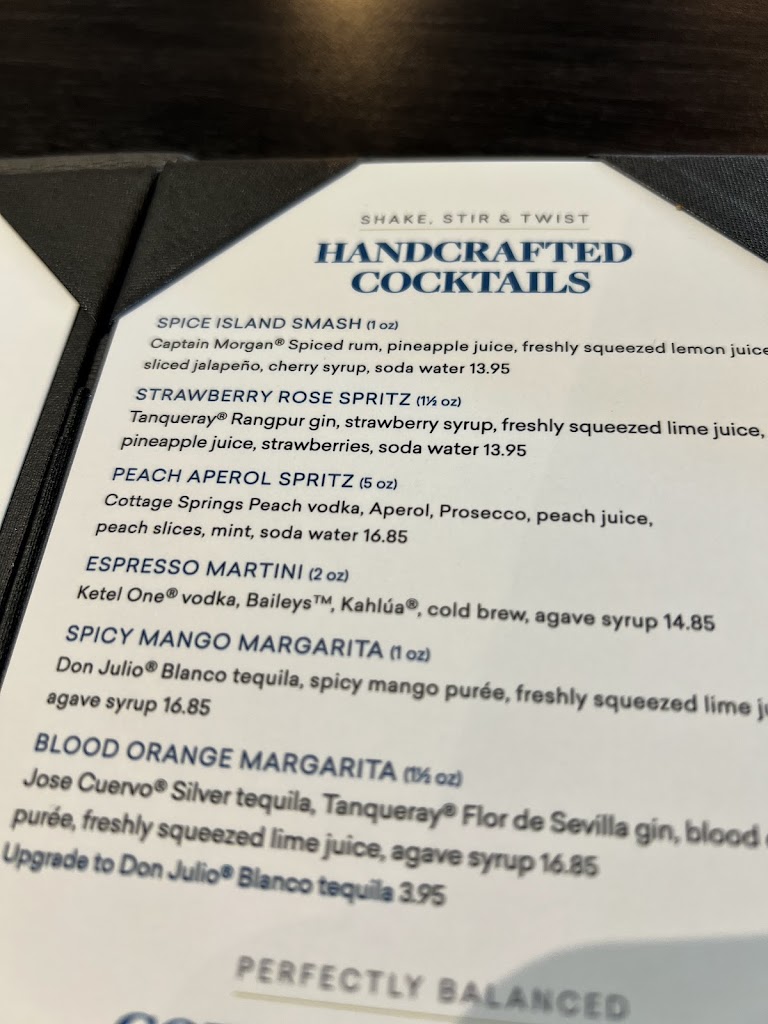 SHAKE, STIR & TWIST
HANDCRAFTED
COCKTAILS
SPICE ISLAND SMASH (1 oz)
Captain Morgan® Spiced rum, pineapple juice, freshly squeezed lemon juice
sliced jalapeño, cherry syrup, soda water 13.95
STRAWBERRY ROSE SPRITZ (1½ oz)
Tanqueray® Rangpur gin, strawberry syrup, freshly squeezed lime juice,
pineapple juice, strawberries, soda water 13.95
PEACH APEROL SPRITZ (5 oz)
Cottage Springs Peach vodka, Aperol, Prosecco, peach juice,
peach slices, mint, soda water 16.85
ESPRESSO MARTINI (2 oz)
Ketel One® vodka, Baileys™, Kahlúa®, cold brew, agave syrup 14.85
SPICY MANGO MARGARITA (1 oz)
Don Julio® Blanco tequila, spicy mango purée, freshly squeezed lime
agave syrup 16.85
BLOOD ORANGE MARGARITA (1½ oz)
Jose Cuervo® Silver tequila, Tanqueray® Flor de Sevilla gin, blood
purée, freshly squeezed lime juice, agave syrup 16.85
Upgrade to Don Julio® Blanco tequila 3.95
PERFECTLY BALANCED